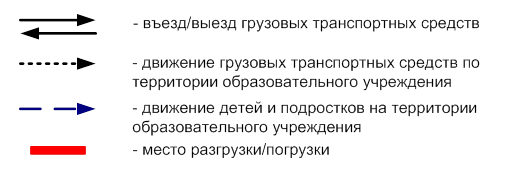 - въезд/выезд грузовых транспортных средств
- движение грузовых транспортных средств по
территории образовательного учреждения
- движение детей и подростков на территории
образовательного учреждения
- место разгрузки/погрузки